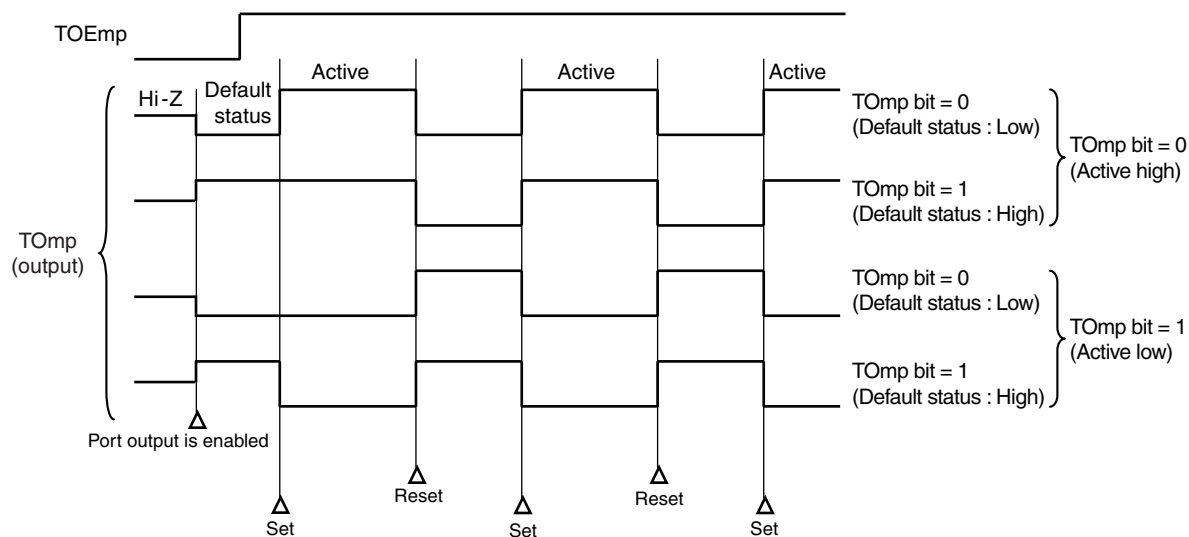 TOEmp
Active
Active
Active
Hi-Z
Default
status
TOmp bit = 0
(Default status : Low)
TOmp bit = 0
(Active high)
TOmp bit = 1
(Default status : High)
TOmp
(output)
TOmp bit = 0
(Default status : Low)
TOmp bit = 1
(Active low)
TOmp bit = 1
(Default status : High)
Port output is enabled
Reset
Reset
Set
Set
Set